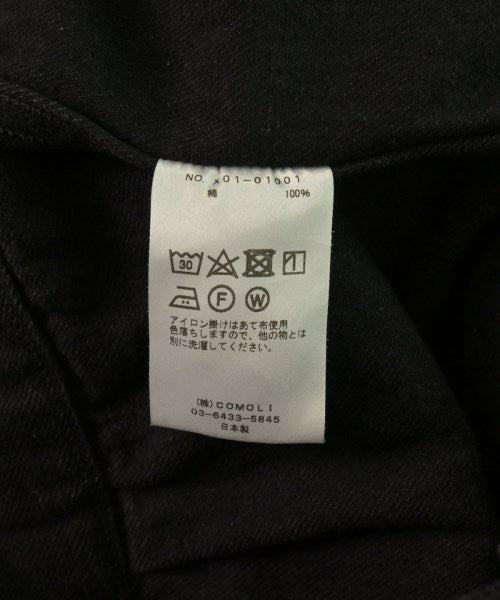 NO. X01-01001
綿 100%
30
F W
アイロン掛けはあて布使用
色落ちしますので、他の物とは
別に洗濯してください。
(株)COMOLI
03-6433-5845
日本製